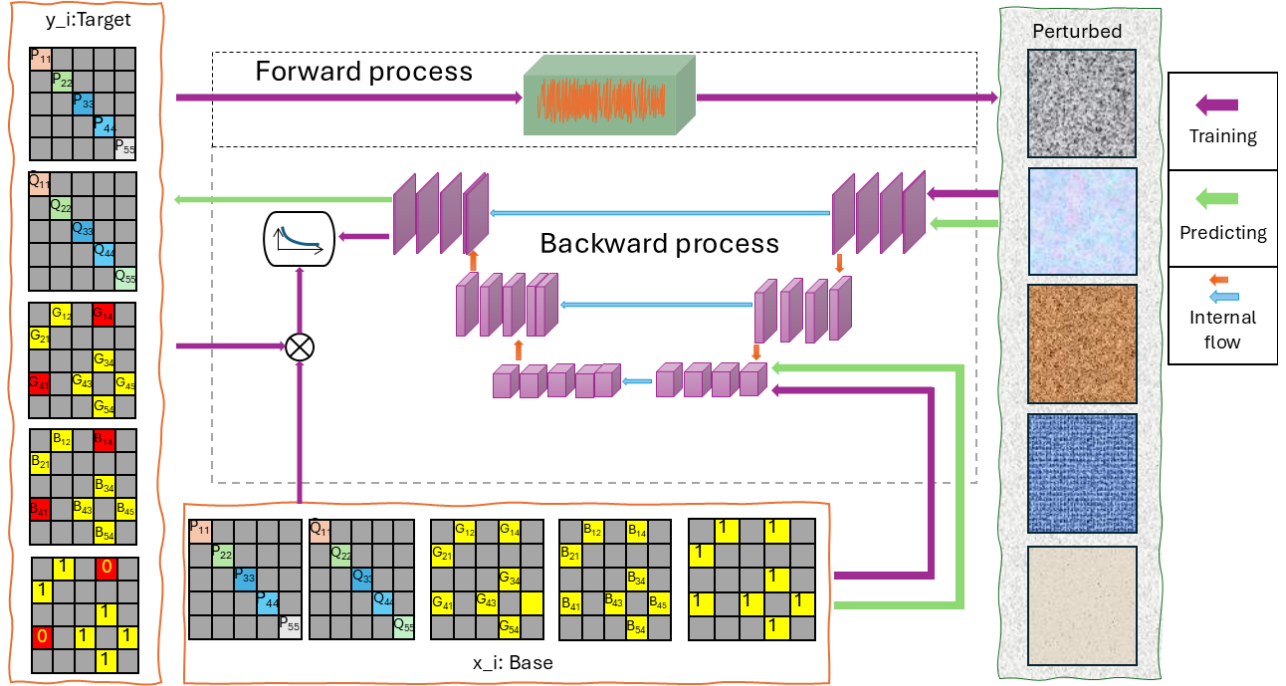 y_i:Target
P11
P22
P33
P44
P55
Q11
Q22
Q33
Q44
Q55
G12 G14
G21
G34
G41 G43 G45
G54
B12 B14
B21
B34
B41 B43 B45
B54
1 0
1
1
0 1 1
1
Forward process
Backward process
P11
P22
P33
P44
P55
Q11
Q22
Q33
Q44
Q55
G12 G14
G21
G34
G41 G43
G54
B12 B14
B21
B34
B41 B43 B45
B54
1 1
1
1
1 1 1
1
x_i: Base
Perturbed
Training
Predicting
Internal
flow